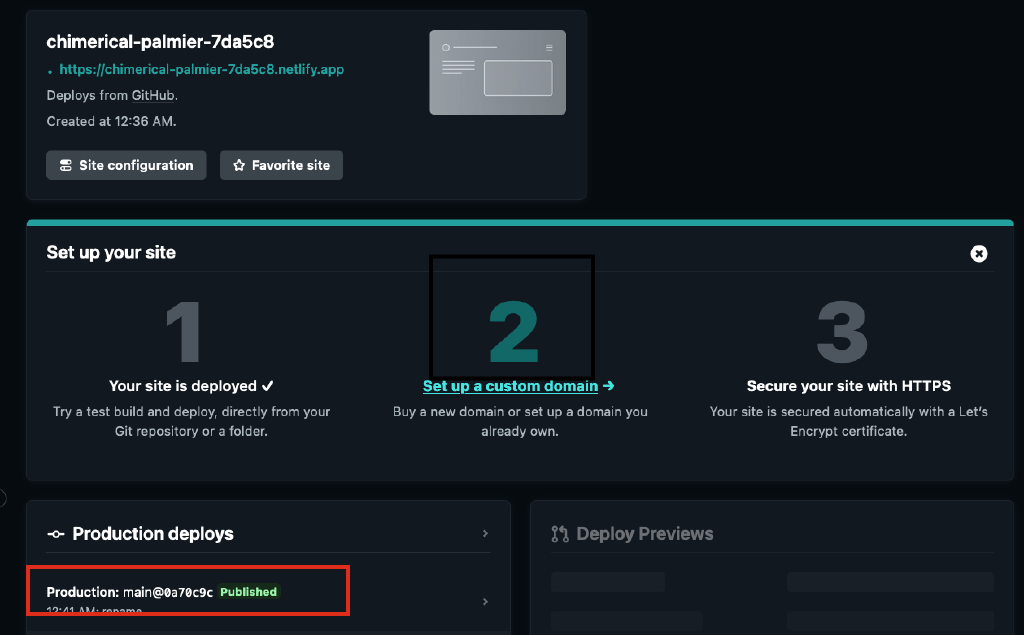 chimerical-palmier-7da5c8
https://chimerical-palmier-7da5c8.netlify.app
Deploys from GitHub.
Created at 12:36 AM.
Site configuration
Favorite site
Set up your site
1
Your site is deployed ✓
Try a test build and deploy, directly from your
Git repository or a folder.
2
Set up a custom domain →
Buy a new domain or set up a domain you
already own.
3
Secure your site with HTTPS
Your site is secured automatically with a Let’s
Encrypt certificate.
Production deploys
Production: main@0a70c9c Published
12:41 AM: rename
Deploy Previews